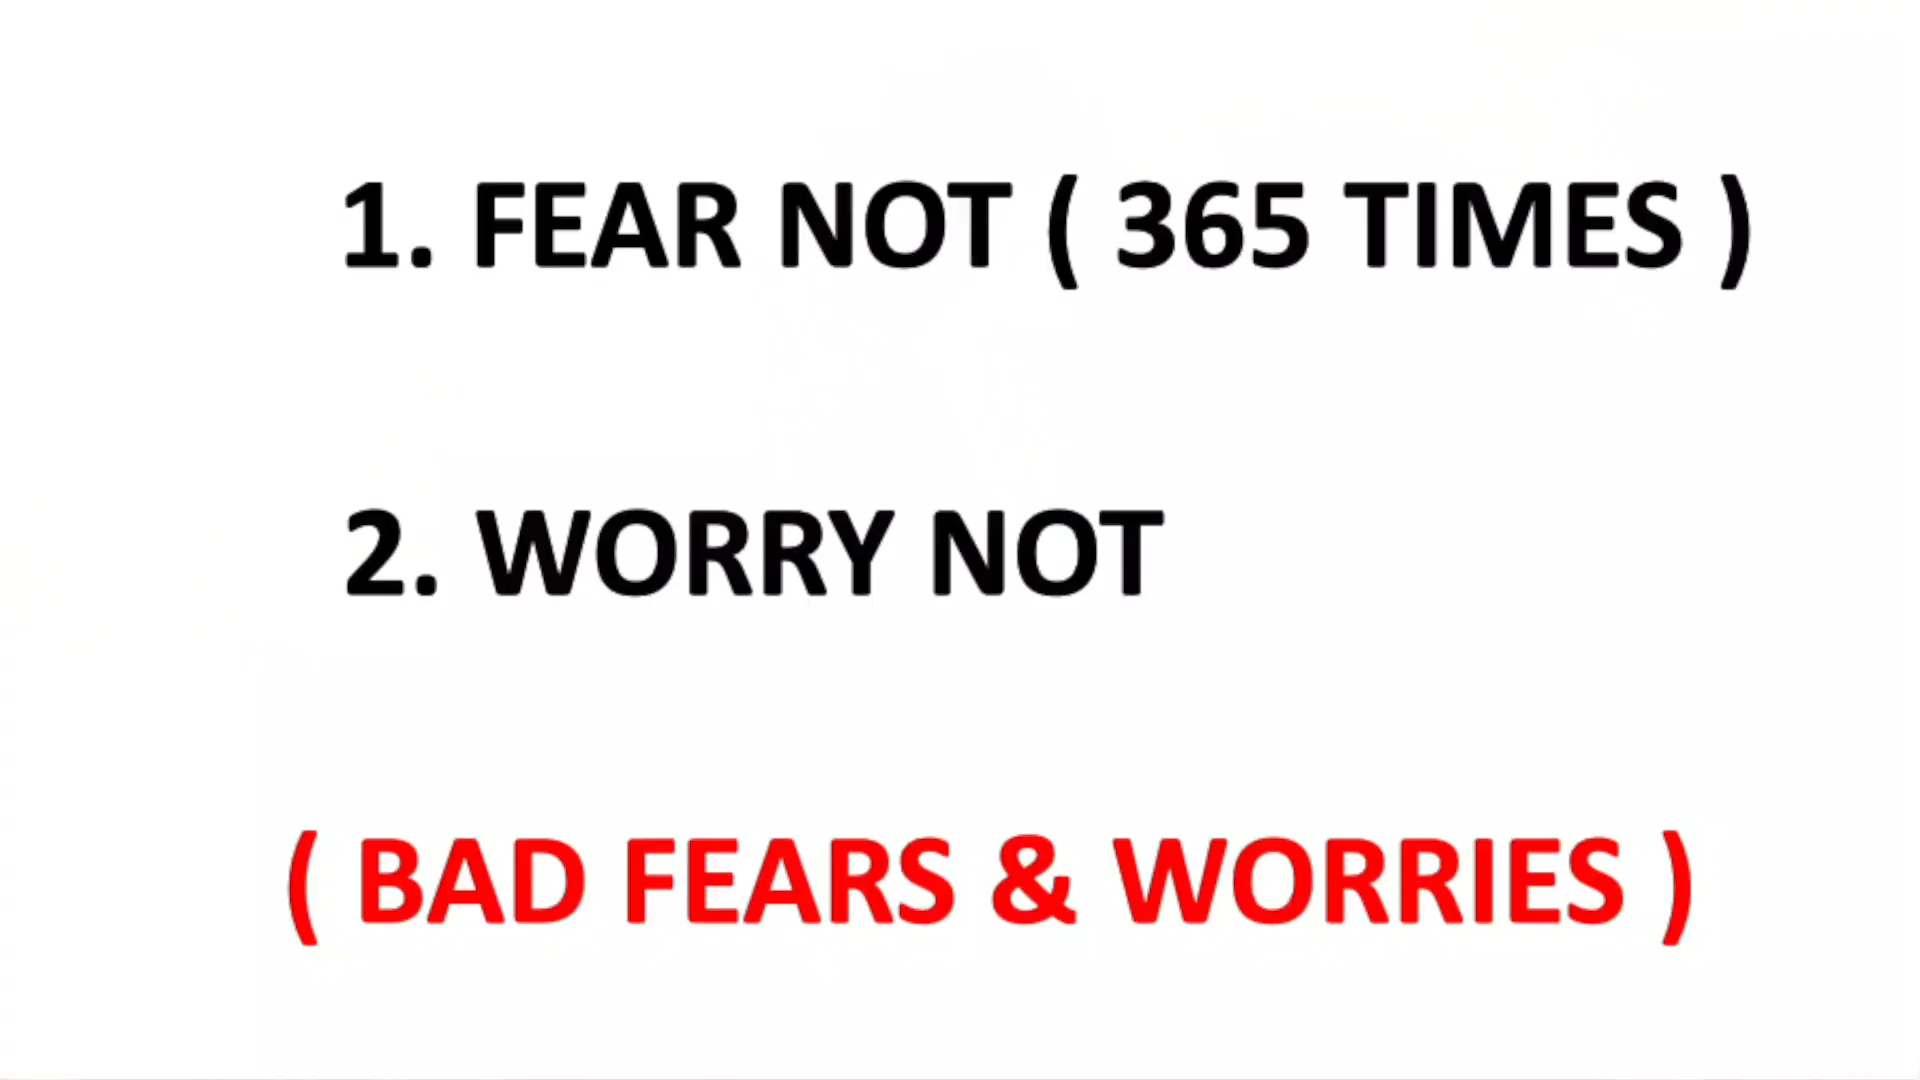 1. FEAR NOT ( 365 TIMES )
2. WORRY NOT
( BAD FEARS & WORRIES )